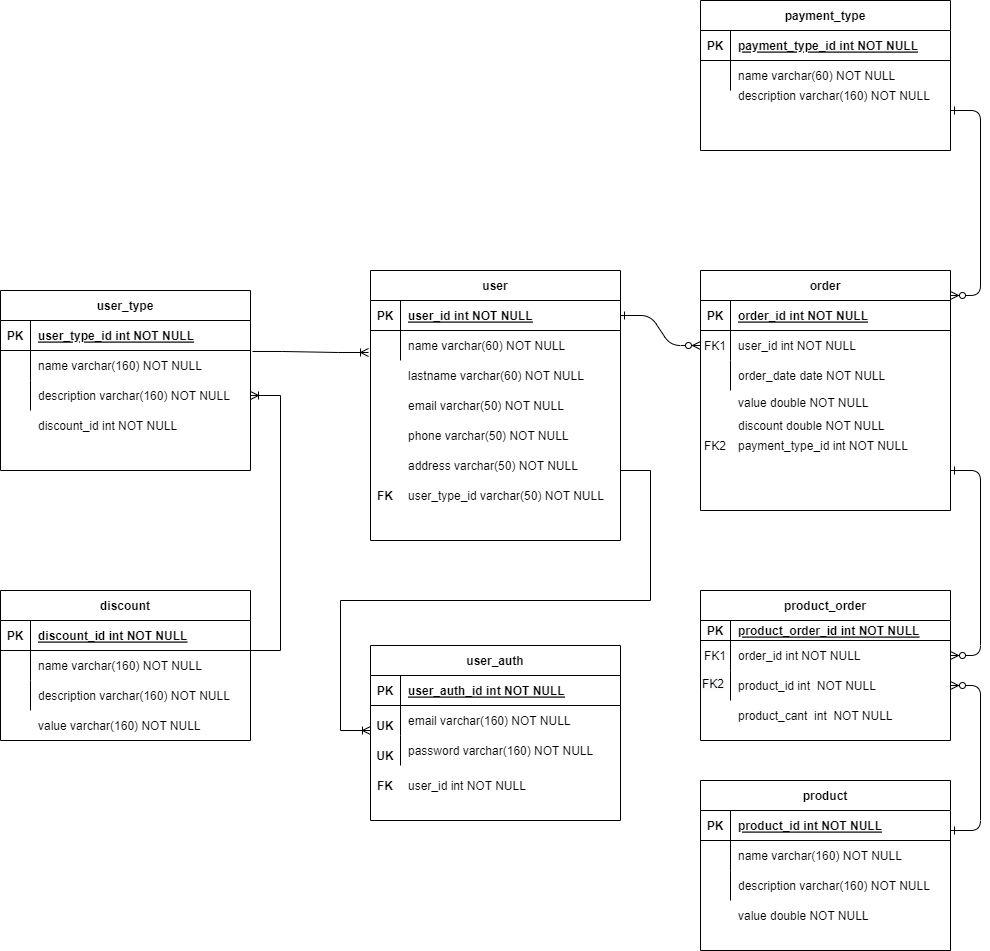 payment_type
PK payment_type_id int NOT NULL
name varchar(60) NOT NULL
description varchar(160) NOT NULL
user_type
PK user_type_id int NOT NULL
name varchar(160) NOT NULL
description varchar(160) NOT NULL
discount_id int NOT NULL
user
PK user_id int NOT NULL
name varchar(60) NOT NULL
lastname varchar(60) NOT NULL
email varchar(50) NOT NULL
phone varchar(50) NOT NULL
address varchar(50) NOT NULL
FK user_type_id varchar(50) NOT NULL
order
PK order_id int NOT NULL
FK1 user_id int NOT NULL
order_date date NOT NULL
value double NOT NULL
discount double NOT NULL
FK2 payment_type_id int NOT NULL
discount
PK discount_id int NOT NULL
name varchar(160) NOT NULL
description varchar(160) NOT NULL
value varchar(160) NOT NULL
user_auth
PK user_auth_id int NOT NULL
UK email varchar(160) NOT NULL
UK password varchar(160) NOT NULL
FK user_id int NOT NULL
product_order
PK product_order_id int NOT NULL
FK1 order_id int NOT NULL
FK2 product_id int NOT NULL
product_cant int NOT NULL
product
PK product_id int NOT NULL
name varchar(160) NOT NULL
description varchar(160) NOT NULL
value double NOT NULL